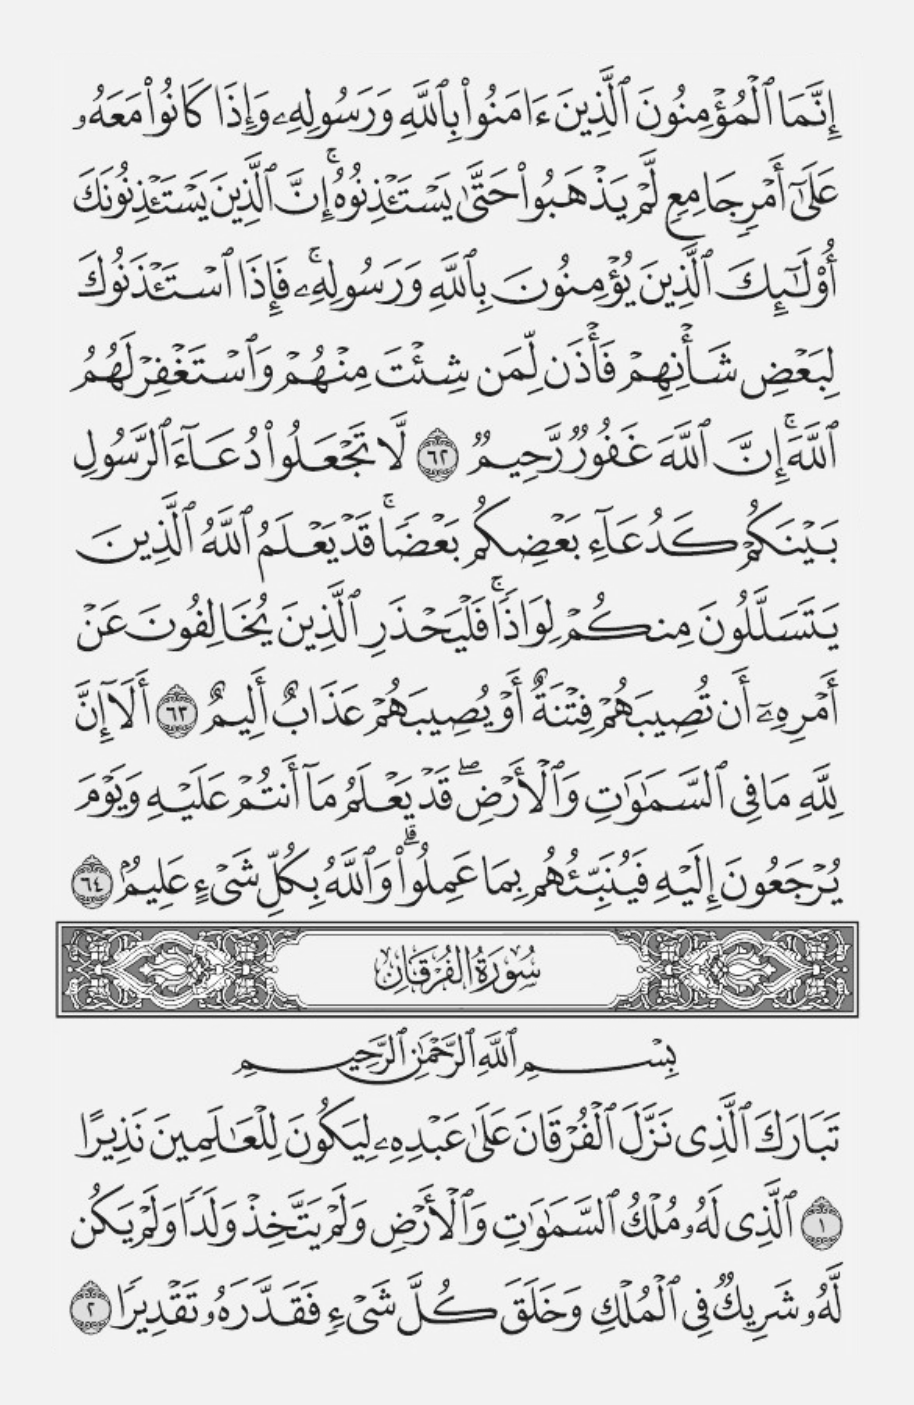 إِنَّمَا ٱلْمُؤْمِنُونَ ٱلَّذِينَ ءَامَنُوا۟ بِٱللَّهِ وَرَسُولِهِۦ وَإِذَا كَانُوا۟ مَعَهُۥ
عَلَىٰٓ أَمْرٍ جَامِعٍ لَّمْ يَذْهَبُوا۟ حَتَّىٰ يَسْتَـْٔذِنُوهُ ۚ إِنَّ ٱلَّذِينَ يَسْتَـْٔذِنُونَكَ
أُو۟لَـٰٓئِكَ ٱلَّذِينَ يُؤْمِنُونَ بِٱللَّهِ وَرَسُولِهِۦ ۚ فَإِذَا ٱسْتَـْٔذَنُوكَ
لِبَعْضِ شَأْنِهِمْ فَأْذَن لِّمَن شِئْتَ مِنْهُمْ وَٱسْتَغْفِرْ لَهُمُ
ٱللَّهَ ۚ إِنَّ ٱللَّهَ غَفُورٌ رَّحِيمٌ ٦٢ لَّا تَجْعَلُوا۟ دُعَآءَ ٱلرَّسُولِ
بَيْنَكُمْ كَدُعَآءِ بَعْضِكُم بَعْضًا ۚ قَدْ يَعْلَمُ ٱللَّهُ ٱلَّذِينَ
يَتَسَلَّلُونَ مِنكُمْ لِوَاذًا ۚ فَلْيَحْذَرِ ٱلَّذِينَ يُخَالِفُونَ عَنْ
أَمْرِهِۦٓ أَن تُصِيبَهُمْ فِتْنَةٌ أَوْ يُصِيبَهُمْ عَذَابٌ أَلِيمٌ ٦٣ أَلَآ إِنَّ
لِلَّهِ مَا فِى ٱلسَّمَـٰوَٰتِ وَٱلْأَرْضِ ۖ قَدْ يَعْلَمُ مَآ أَنتُمْ عَلَيْهِ وَيَوْمَ
يُرْجَعُونَ إِلَيْهِ فَيُنَبِّئُهُم بِمَا عَمِلُوا۟ ۗ وَٱللَّهُ بِكُلِّ شَىْءٍ عَلِيمٌۢ ٦٤
سُورَةُ الفُرْقَانِ
بِسْمِ ٱللَّهِ ٱلرَّحْمَـٰنِ ٱلرَّحِيمِ
تَبَارَكَ ٱلَّذِى نَزَّلَ ٱلْفُرْقَانَ عَلَىٰ عَبْدِهِۦ لِيَكُونَ لِلْعَـٰلَمِينَ نَذِيرًا
١ ٱلَّذِى لَهُۥ مُلْكُ ٱلسَّمَـٰوَٰتِ وَٱلْأَرْضِ وَلَمْ يَتَّخِذْ وَلَدًا وَلَمْ يَكُن
لَّهُۥ شَرِيكٌ فِى ٱلْمُلْكِ وَخَلَقَ كُلَّ شَىْءٍ فَقَدَّرَهُۥ تَقْدِيرًا ٢